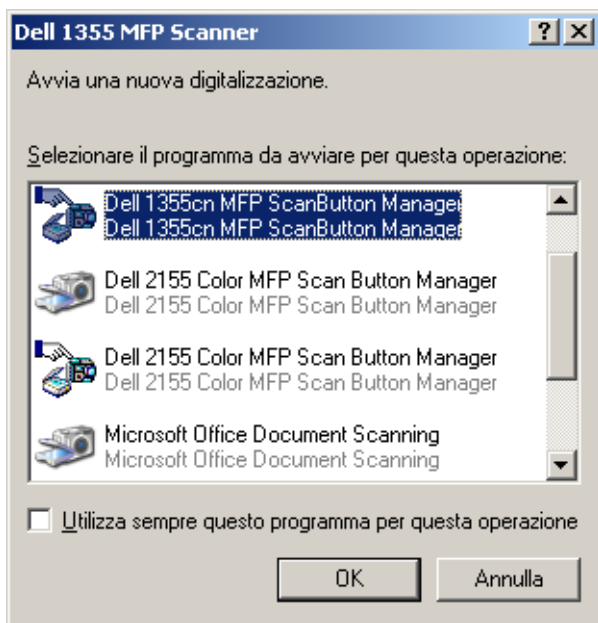 Dell 1355 MFP Scanner
Avvia una nuova digitalizzazione.
Selezionare il programma da avviare per questa operazione:
Dell 1355cn MFP ScanButton Manager
Dell 1355cn MFP ScanButton Manager
Dell 2155 Color MFP Scan Button Manager
Dell 2155 Color MFP Scan Button Manager
Dell 2155 Color MFP Scan Button Manager
Dell 2155 Color MFP Scan Button Manager
Microsoft Office Document Scanning
Microsoft Office Document Scanning
Utilizza sempre questo programma per questa operazione
OK Annulla